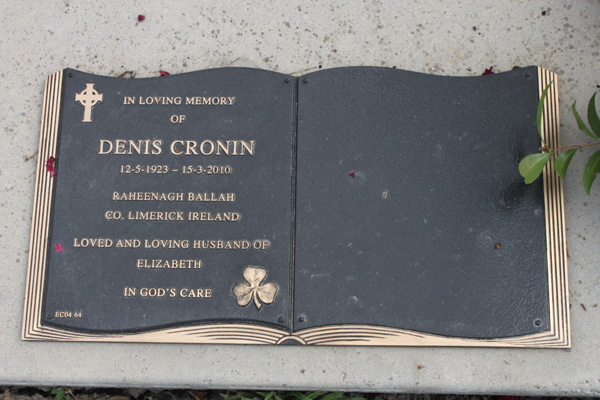 IN LOVING MEMORY
OF
DENIS CRONIN
12-5-1923 – 15-3-2010
RAHEENAGH BALLAH
CO. LIMERICK IRELAND
LOVED AND LOVING HUSBAND OF
ELIZABETH
IN GOD'S CARE
EC04 64